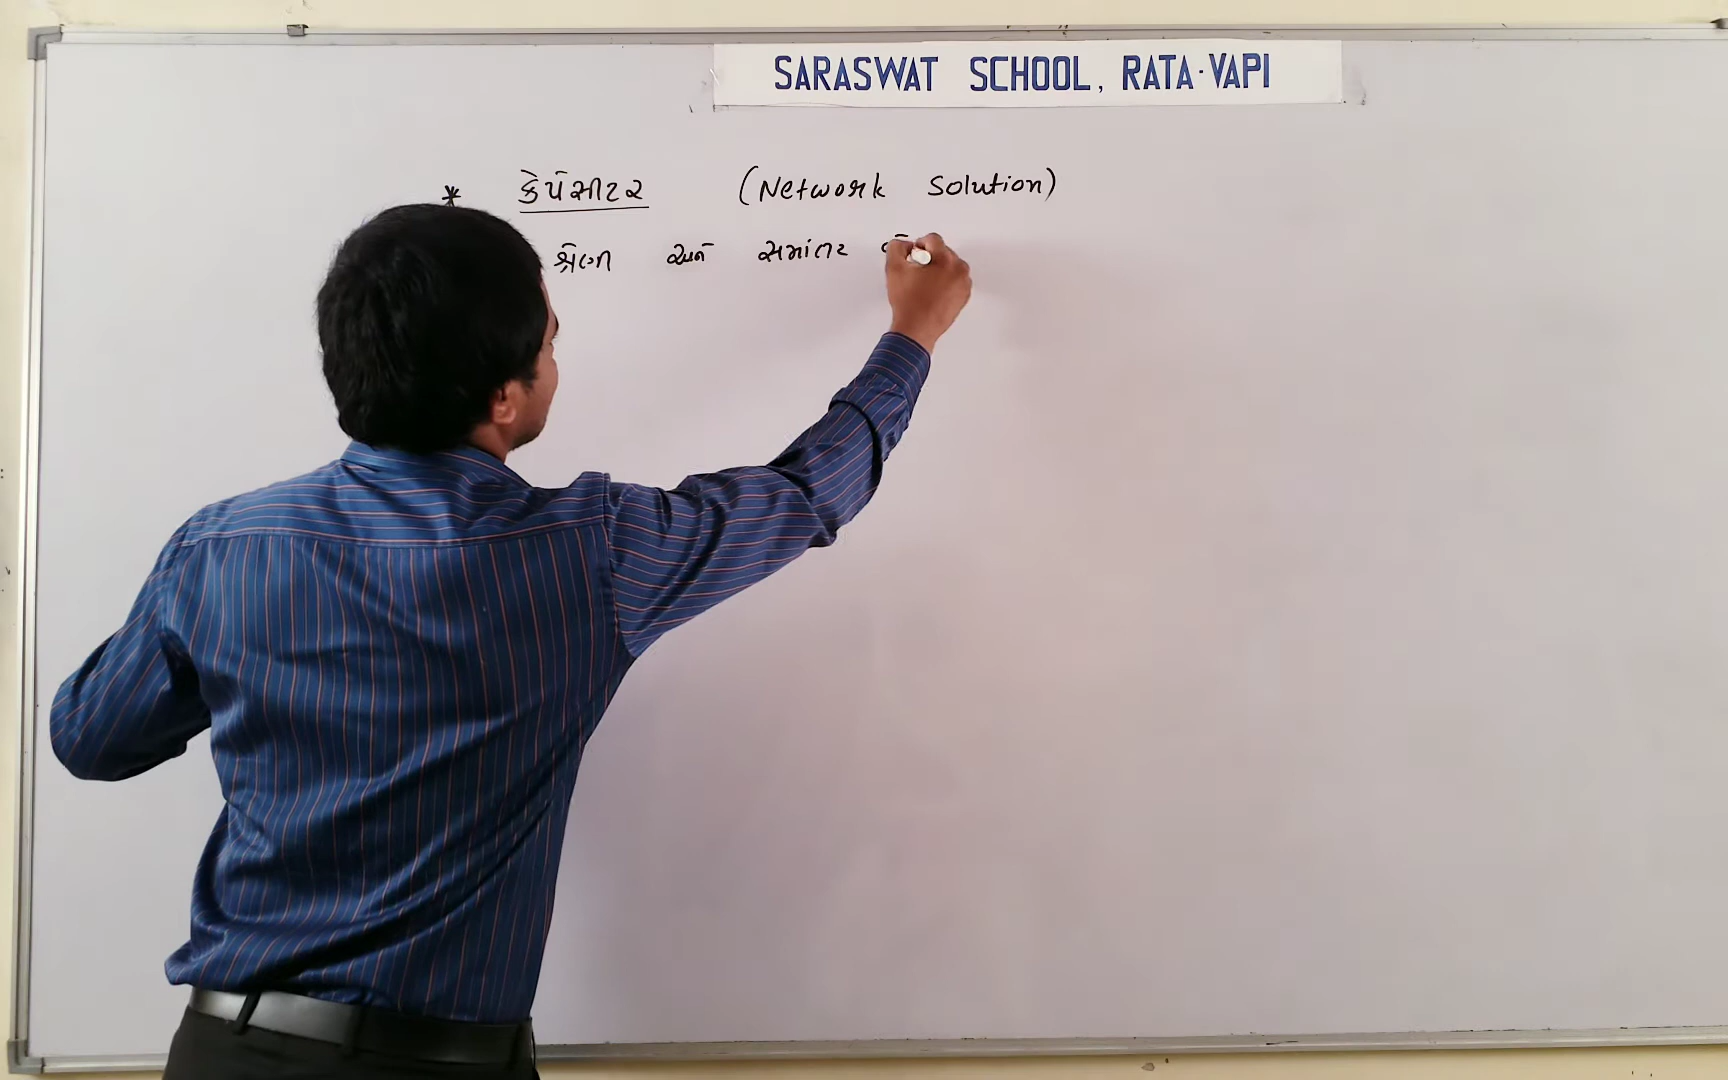 SARASWAT SCHOOL, RATA-VAPI
* કેપેસીટર (Network Solution)
શ્રેણી અને સમાંતર